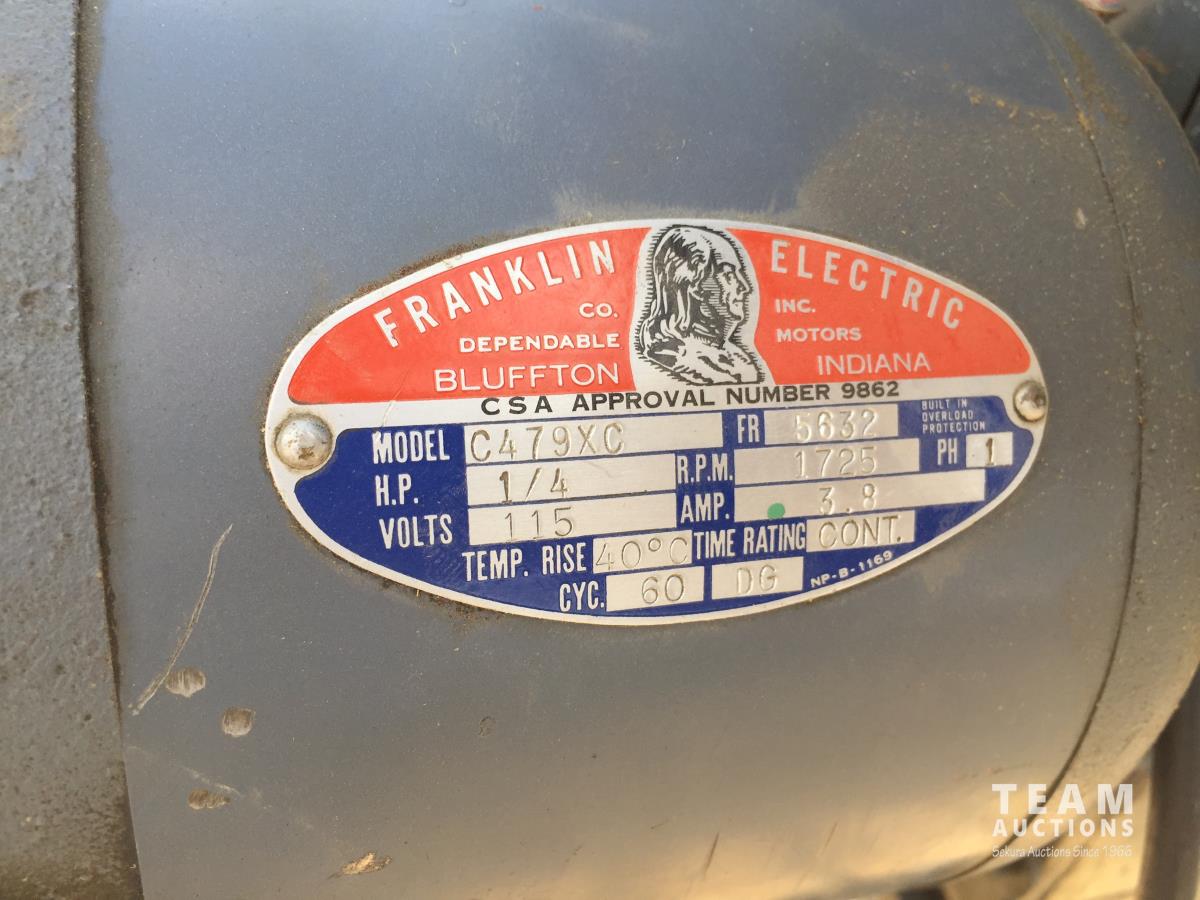 FRANKLIN ELECTRIC
CO. INC.
DEPENDABLE MOTORS
BLUFFTON INDIANA
CSA APPROVAL NUMBER 9862
MODEL C479XC FR 5632 BUILT IN OVERLOAD PROTECTION
H.P. 1/4 R.P.M. 1725 PH 1
VOLTS 115 AMP. 3.8
TEMP. RISE 40°C TIME RATING CONT.
CYC. 60 DG NP-B-1169
TEAM
AUCTIONS
Sekura Auctions Since 1966